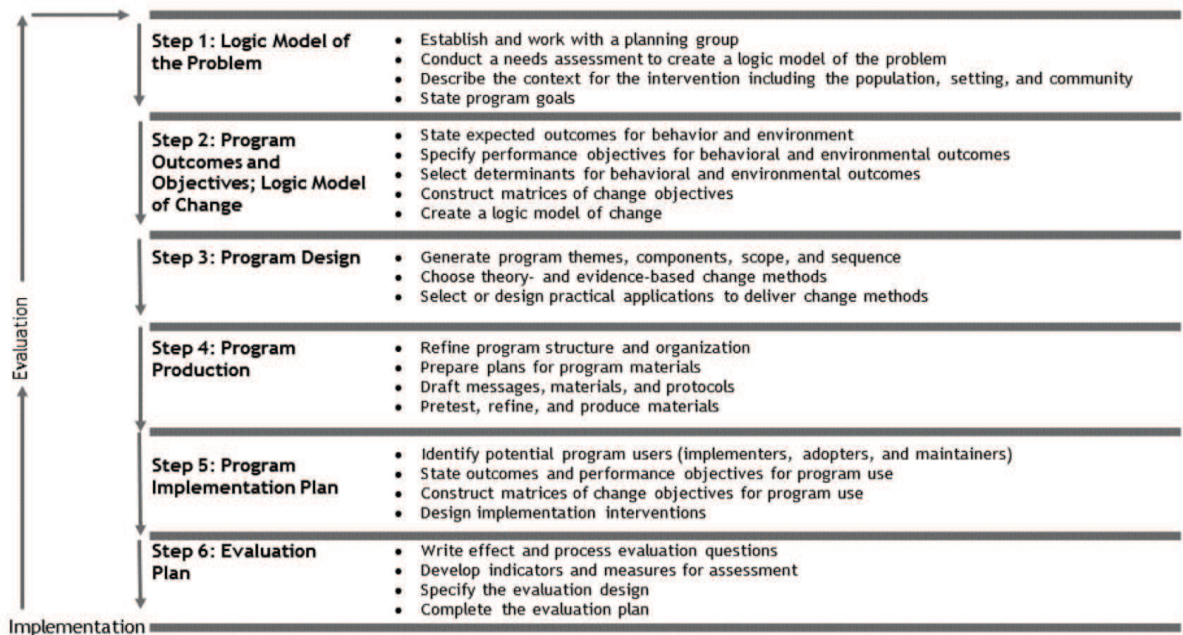 Step 1: Logic Model of
the Problem
• Establish and work with a planning group
• Conduct a needs assessment to create a logic model of the problem
• Describe the context for the intervention including the population, setting, and community
• State program goals
Step 2: Program
Outcomes and
Objectives; Logic Model
of Change
• State expected outcomes for behavior and environment
• Specify performance objectives for behavioral and environmental outcomes
• Select determinants for behavioral and environmental outcomes
• Construct matrices of change objectives
• Create a logic model of change
Step 3: Program Design
• Generate program themes, components, scope, and sequence
• Choose theory- and evidence-based change methods
• Select or design practical applications to deliver change methods
Step 4: Program
Production
• Refine program structure and organization
• Prepare plans for program materials
• Draft messages, materials, and protocols
• Pretest, refine, and produce materials
Step 5: Program
Implementation Plan
• Identify potential program users (implementers, adopters, and maintainers)
• State outcomes and performance objectives for program use
• Construct matrices of change objectives for program use
• Design implementation interventions
Step 6: Evaluation
Plan
• Write effect and process evaluation questions
• Develop indicators and measures for assessment
• Specify the evaluation design
• Complete the evaluation plan
Evaluation
Implementation